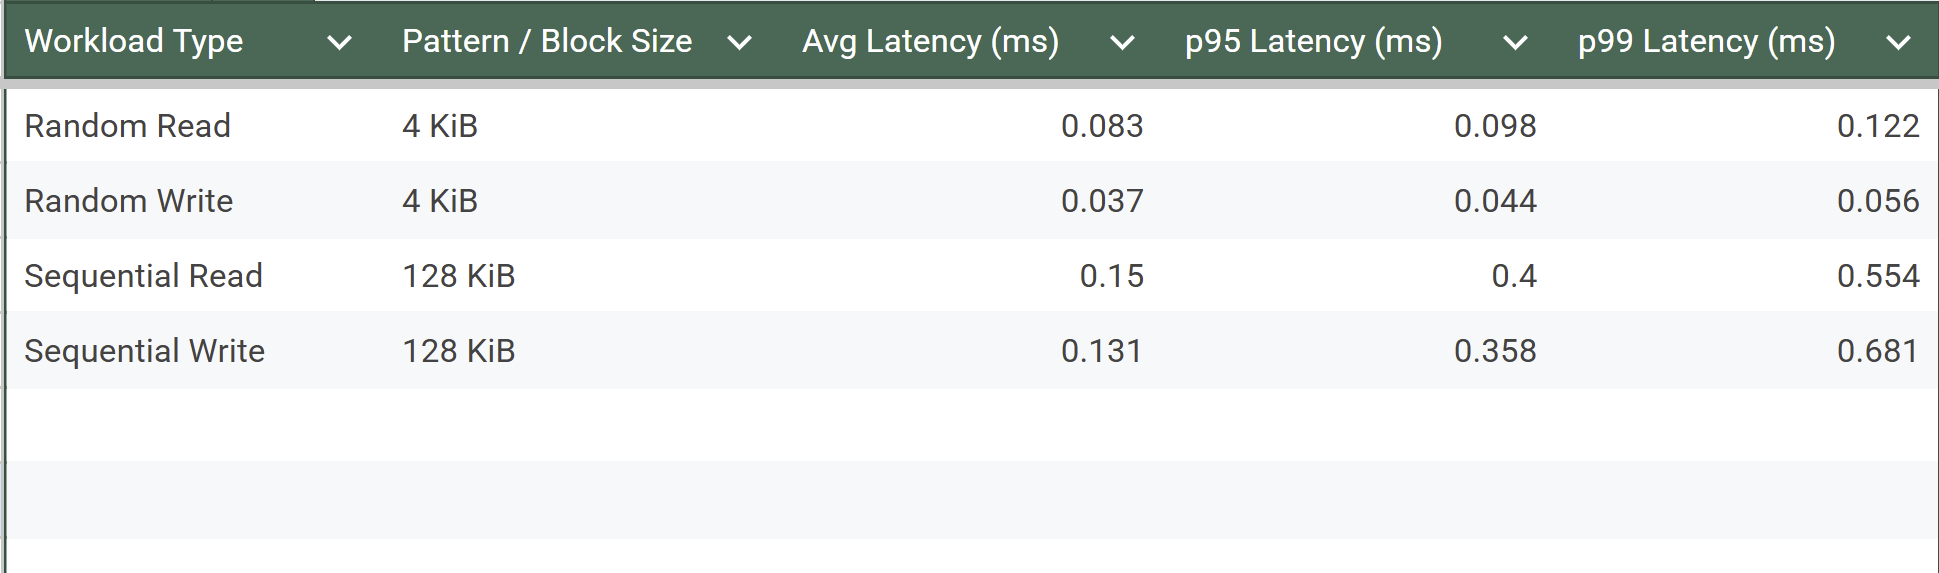 Workload Type Pattern / Block Size Avg Latency (ms) p95 Latency (ms) p99 Latency (ms)
Random Read 4 KiB 0.083 0.098 0.122
Random Write 4 KiB 0.037 0.044 0.056
Sequential Read 128 KiB 0.15 0.4 0.554
Sequential Write 128 KiB 0.131 0.358 0.681